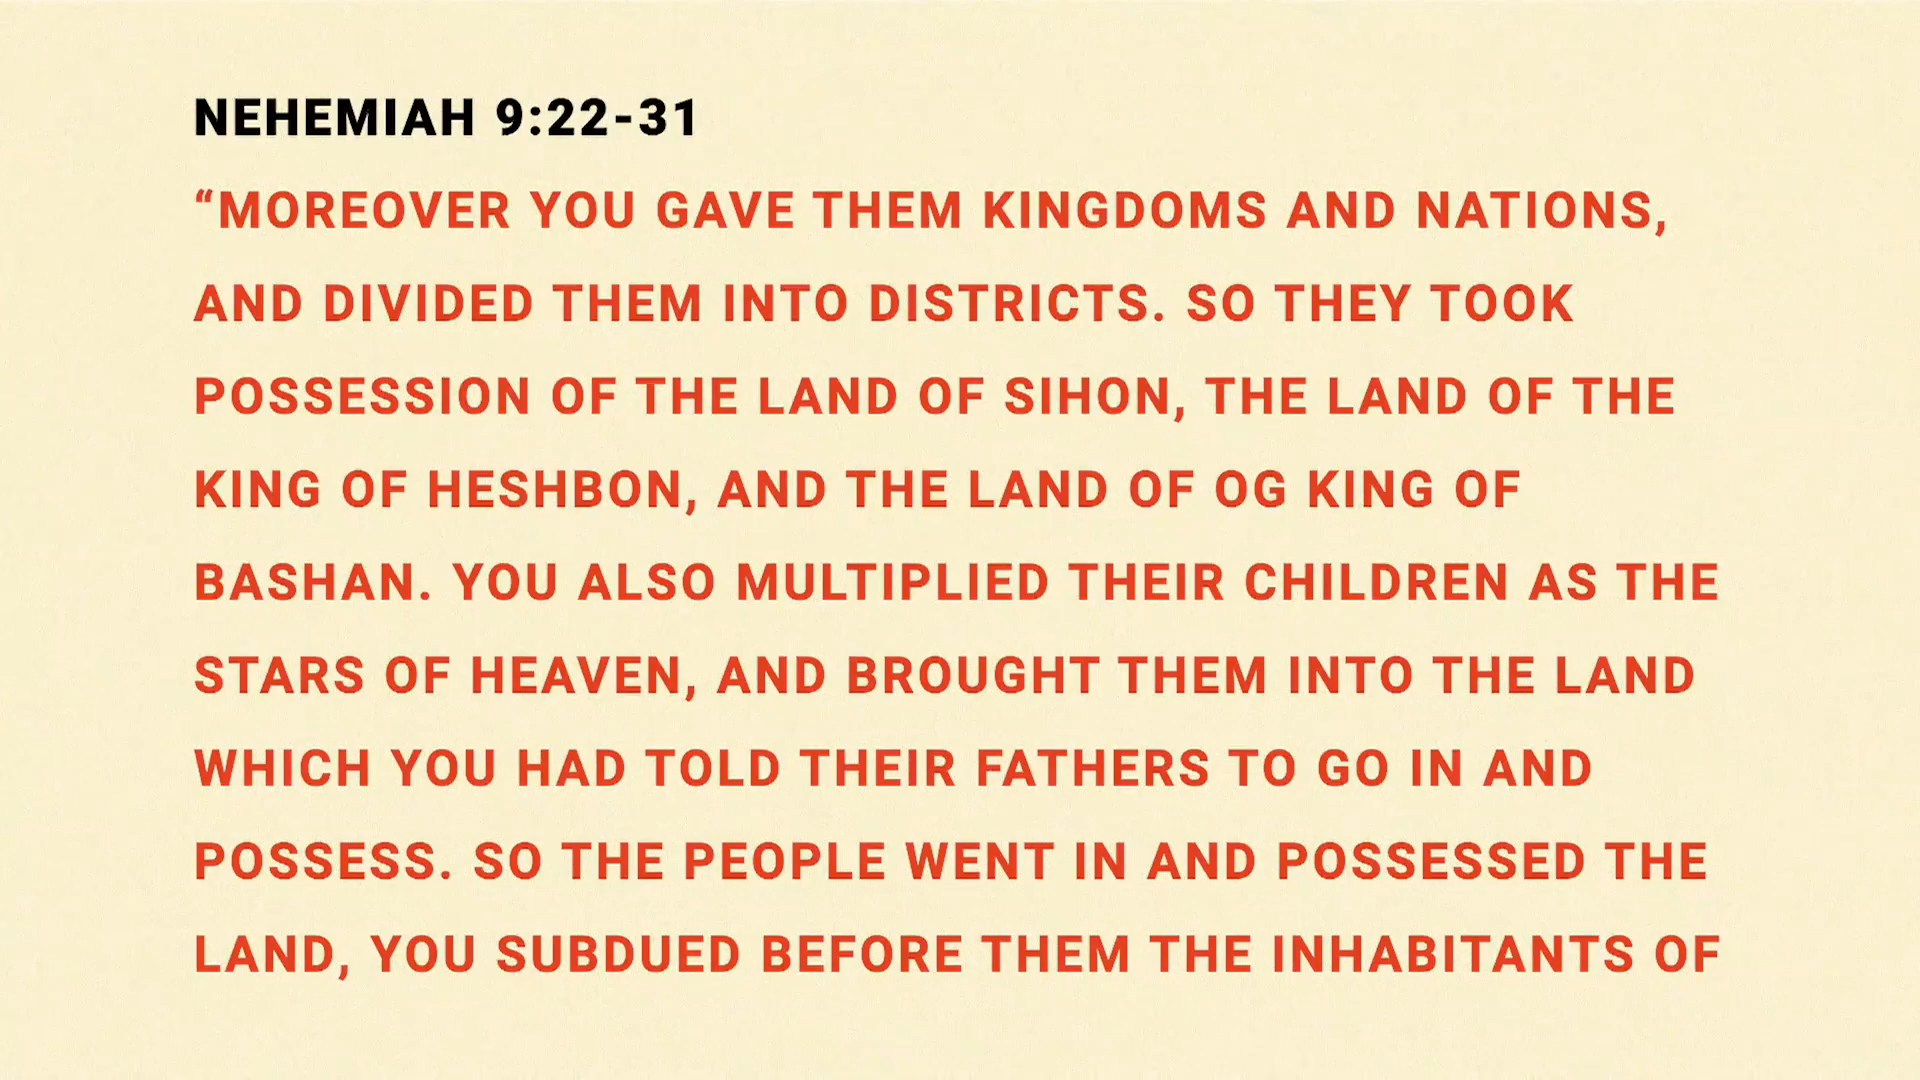 NEHEMIAH 9:22-31
“MOREOVER YOU GAVE THEM KINGDOMS AND NATIONS,
AND DIVIDED THEM INTO DISTRICTS. SO THEY TOOK
POSSESSION OF THE LAND OF SIHON, THE LAND OF THE
KING OF HESHBON, AND THE LAND OF OG KING OF
BASHAN. YOU ALSO MULTIPLIED THEIR CHILDREN AS THE
STARS OF HEAVEN, AND BROUGHT THEM INTO THE LAND
WHICH YOU HAD TOLD THEIR FATHERS TO GO IN AND
POSSESS. SO THE PEOPLE WENT IN AND POSSESSED THE
LAND, YOU SUBDUED BEFORE THEM THE INHABITANTS OF